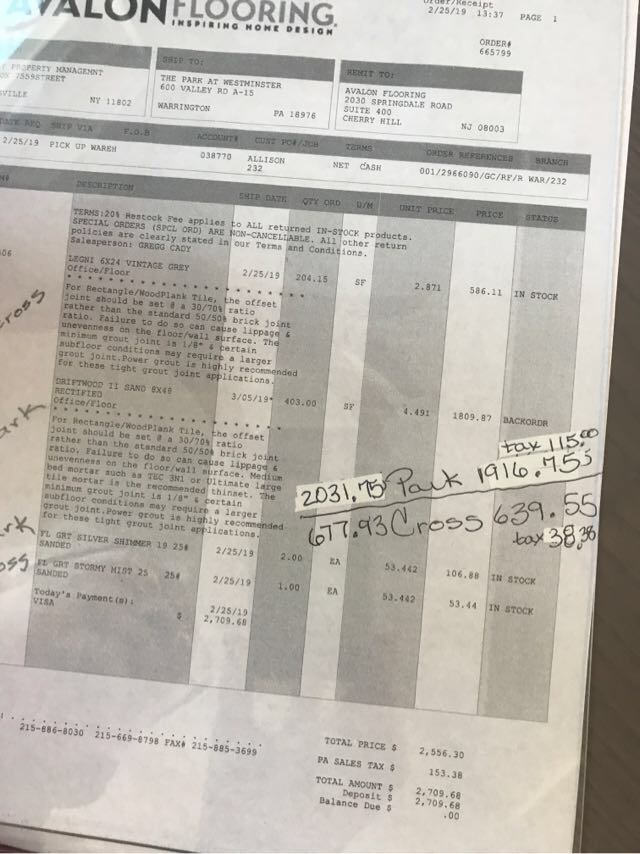 AVALON FLOORING.
INSPIRING HOME DESIGN
Order/Receipt
2/25/19 13:37 PAGE 1
ORDER#
665799
PROPERTY MANAGEMNT
7559STREET
SVILLE NY 11802
SHIP TO:
THE PARK AT WESTMINSTER
600 VALLEY RD A-15
WARRINGTON PA 18976
REMIT TO:
AVALON FLOORING
2030 SPRINGDALE ROAD
SUITE 400
CHERRY HILL NJ 08003
DATE REQ SHIP VIA F.O.B ACCOUNT# CUST PO#/JOB TERMS ORDER REFERENCES BRANCH
2/25/19 PICK UP WAREH 038770 ALLISON 232 NET CASH 001/2966090/GC/RF/R WAR/232
DESCRIPTION SHIP DATE QTY ORD U/M UNIT PRICE PRICE STATUS
TERMS:20% Restock Fee applies to ALL returned IN-STOCK products.
SPECIAL ORDERS (SPCL ORD) ARE NON-CANCELLABLE. All other return
policies are clearly stated in our Terms and Conditions.
Salesperson: GREGG CADY
LEGNI 6X24 VINTAGE GREY 2/25/19 204.15 SF 2.871 586.11 IN STOCK
Office/Floor
* * * * * * * * * * * * * * * * * * * * * *
For Rectangle/WoodPlank Tile, the offset
joint should be set @ a 30/70% ratio
rather than the standard 50/50% brick joint
ratio. Failure to do so can cause lippage &
unevenness on the floor/wall surface. The
minimum grout joint is 1/8" & certain
subfloor conditions may require a larger
grout joint.Power grout is highly recommended
for these tight grout joint applications.
DRIFTWOOD II SAND 8X48 3/05/19* 403.00 SF 4.491 1809.87 BACKORDR
RECTIFIED
Office/Floor
* * * * * * * * * * * * * * * * * * * * * *
For Rectangle/WoodPlank Tile, the offset
joint should be set @ a 30/70% ratio
rather than the standard 50/50% brick joint
ratio. Failure to do so can cause lippage &
unevenness on the floor/wall surface. Medium
bed mortar such as TEC 3N1 or Ultimate large
tile mortar is the recommended thinset. The
minimum grout joint is 1/8" & certain
subfloor conditions may require a larger
grout joint.Power grout is highly recommended
for these tight grout joint applications.
tax 115.00
2031.75 Park 1916.755
677.93 Cross 639.55
tax 38.38
FL GRT SILVER SHIMMER 19 25# 2/25/19 2.00 EA 53.442 106.88 IN STOCK
SANDED
FL GRT STORMY MIST 25 25# 2/25/19 1.00 EA 53.442 53.44 IN STOCK
SANDED
Today's Payment(s): 2/25/19
VISA $ 2,709.68
215-886-8030 215-669-8798 FAX# 215-885-3699
TOTAL PRICE $ 2,556.30
PA SALES TAX $ 153.38
TOTAL AMOUNT $ 2,709.68
Deposit $ 2,709.68
Balance Due $ .00